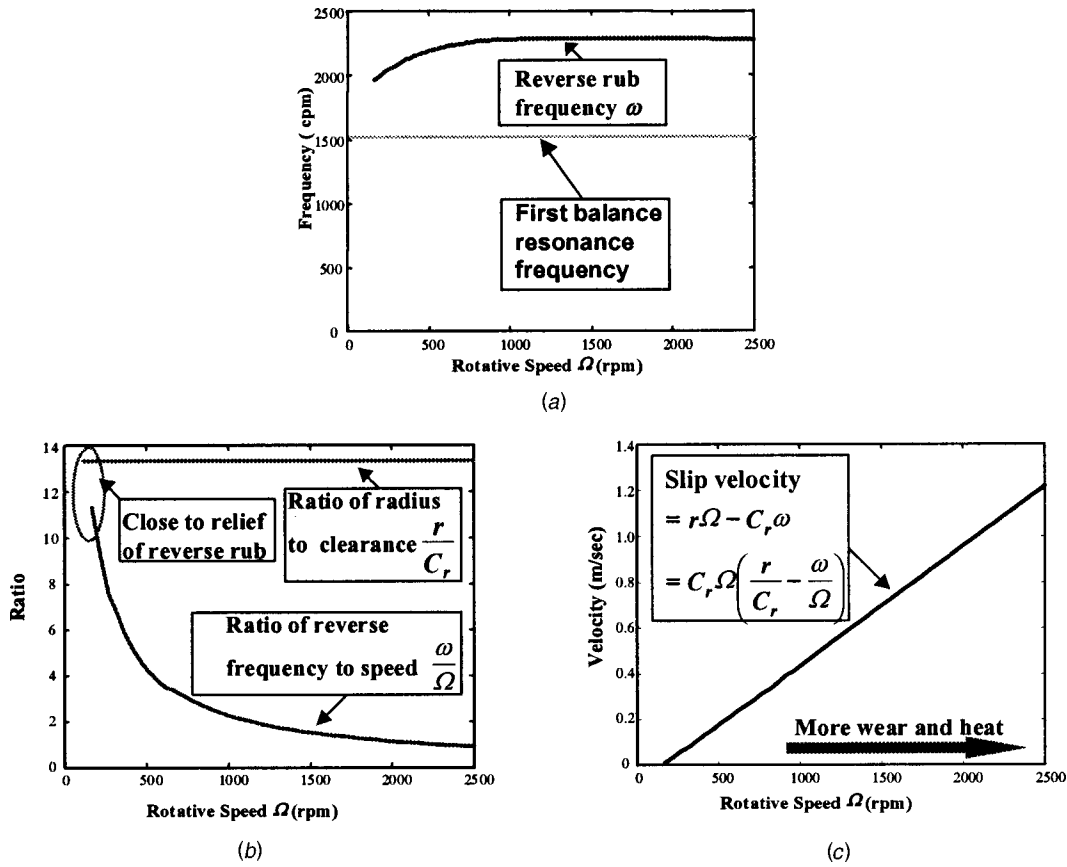 2500
2000
1500
1000
500
0
Frequency (cpm)
Reverse rub
frequency ω
First balance
resonance
frequency
0 500 1000 1500 2000 2500
Rotative Speed Ω (rpm)
(a)
14
12
10
8
6
4
2
0
Ratio
Close to relief
of reverse rub
Ratio of radius
to clearance r/C_r
Ratio of reverse
frequency to speed ω/Ω
0 500 1000 1500 2000 2500
Rotative Speed Ω (rpm)
(b)
1.4
1.2
1.0
0.8
0.6
0.4
0.2
0
Velocity (m/sec)
Slip velocity
= rΩ − C_rω
= C_rΩ(r/C_r − ω/Ω)
More wear and heat
0 500 1000 1500 2000 2500
Rotative Speed Ω (rpm)
(c)